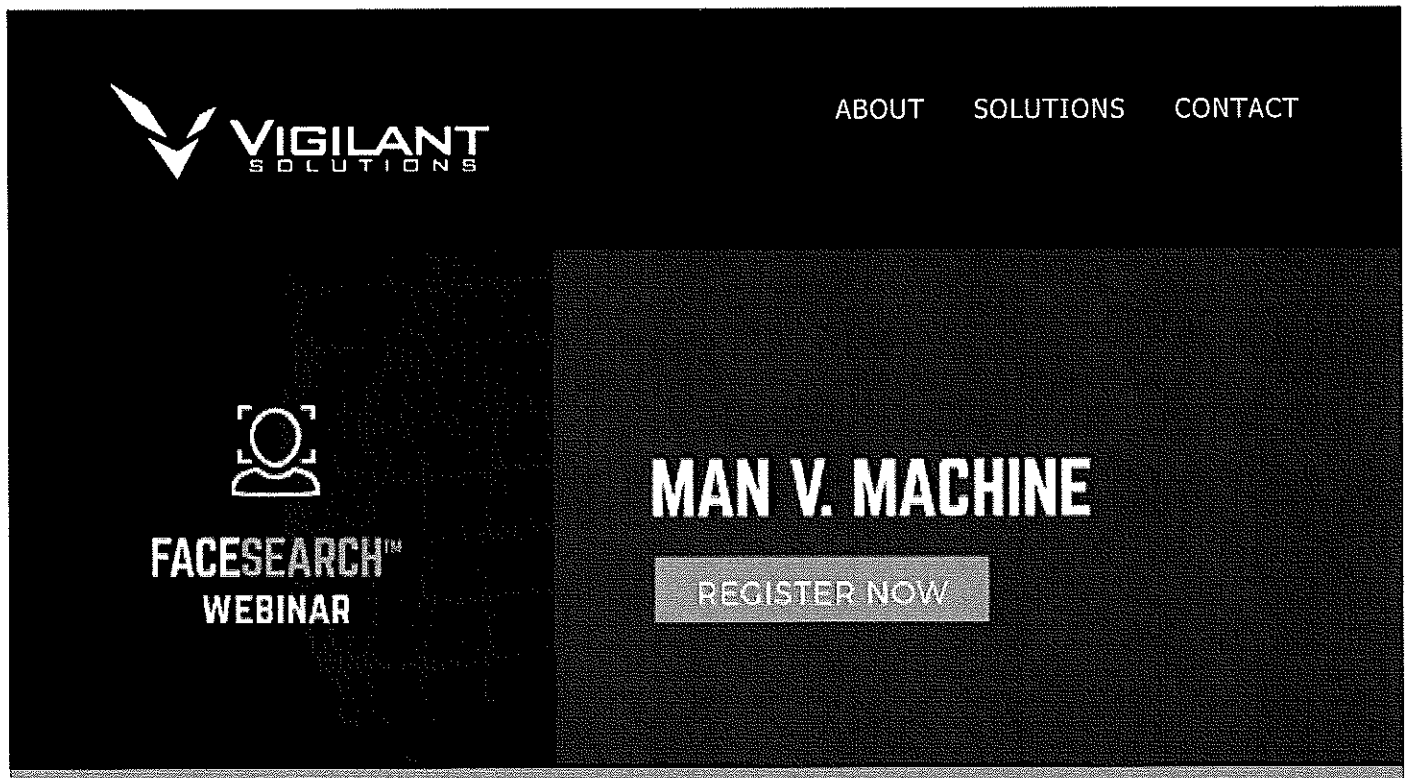 VIGILANT
SOLUTIONS
ABOUT SOLUTIONS CONTACT
FACESEARCH™
WEBINAR
MAN V. MACHINE
REGISTER NOW